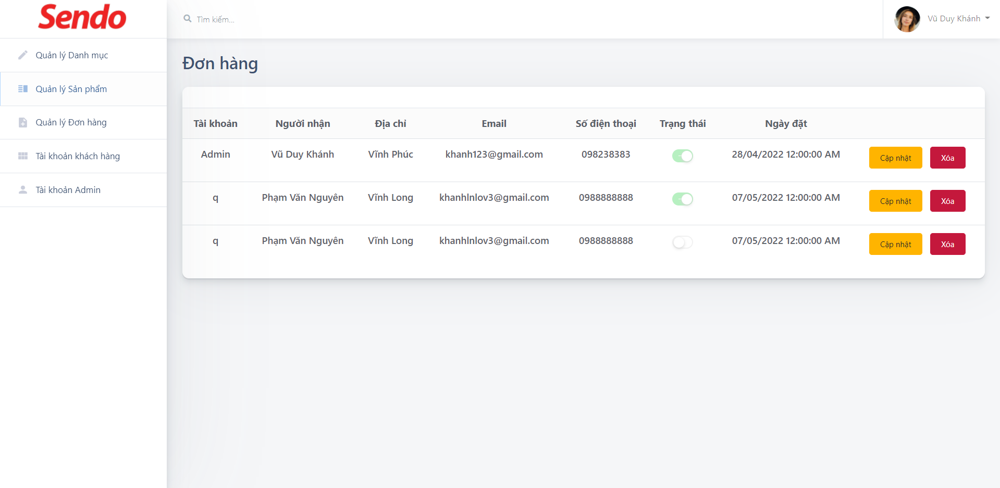 Sendo
Tìm kiếm...
Vũ Duy Khánh
Quản lý Danh mục
Quản lý Sản phẩm
Quản lý Đơn hàng
Tài khoản khách hàng
Tài khoản Admin
Đơn hàng
Tài khoản Người nhận Địa chỉ Email Số điện thoại Trạng thái Ngày đặt
Admin Vũ Duy Khánh Vĩnh Phúc khanh123@gmail.com 098238383 28/04/2022 12:00:00 AM Cập nhật Xóa
q Phạm Văn Nguyên Vĩnh Long khanhlnlov3@gmail.com 0988888888 07/05/2022 12:00:00 AM Cập nhật Xóa
q Phạm Văn Nguyên Vĩnh Long khanhlnlov3@gmail.com 0988888888 07/05/2022 12:00:00 AM Cập nhật Xóa